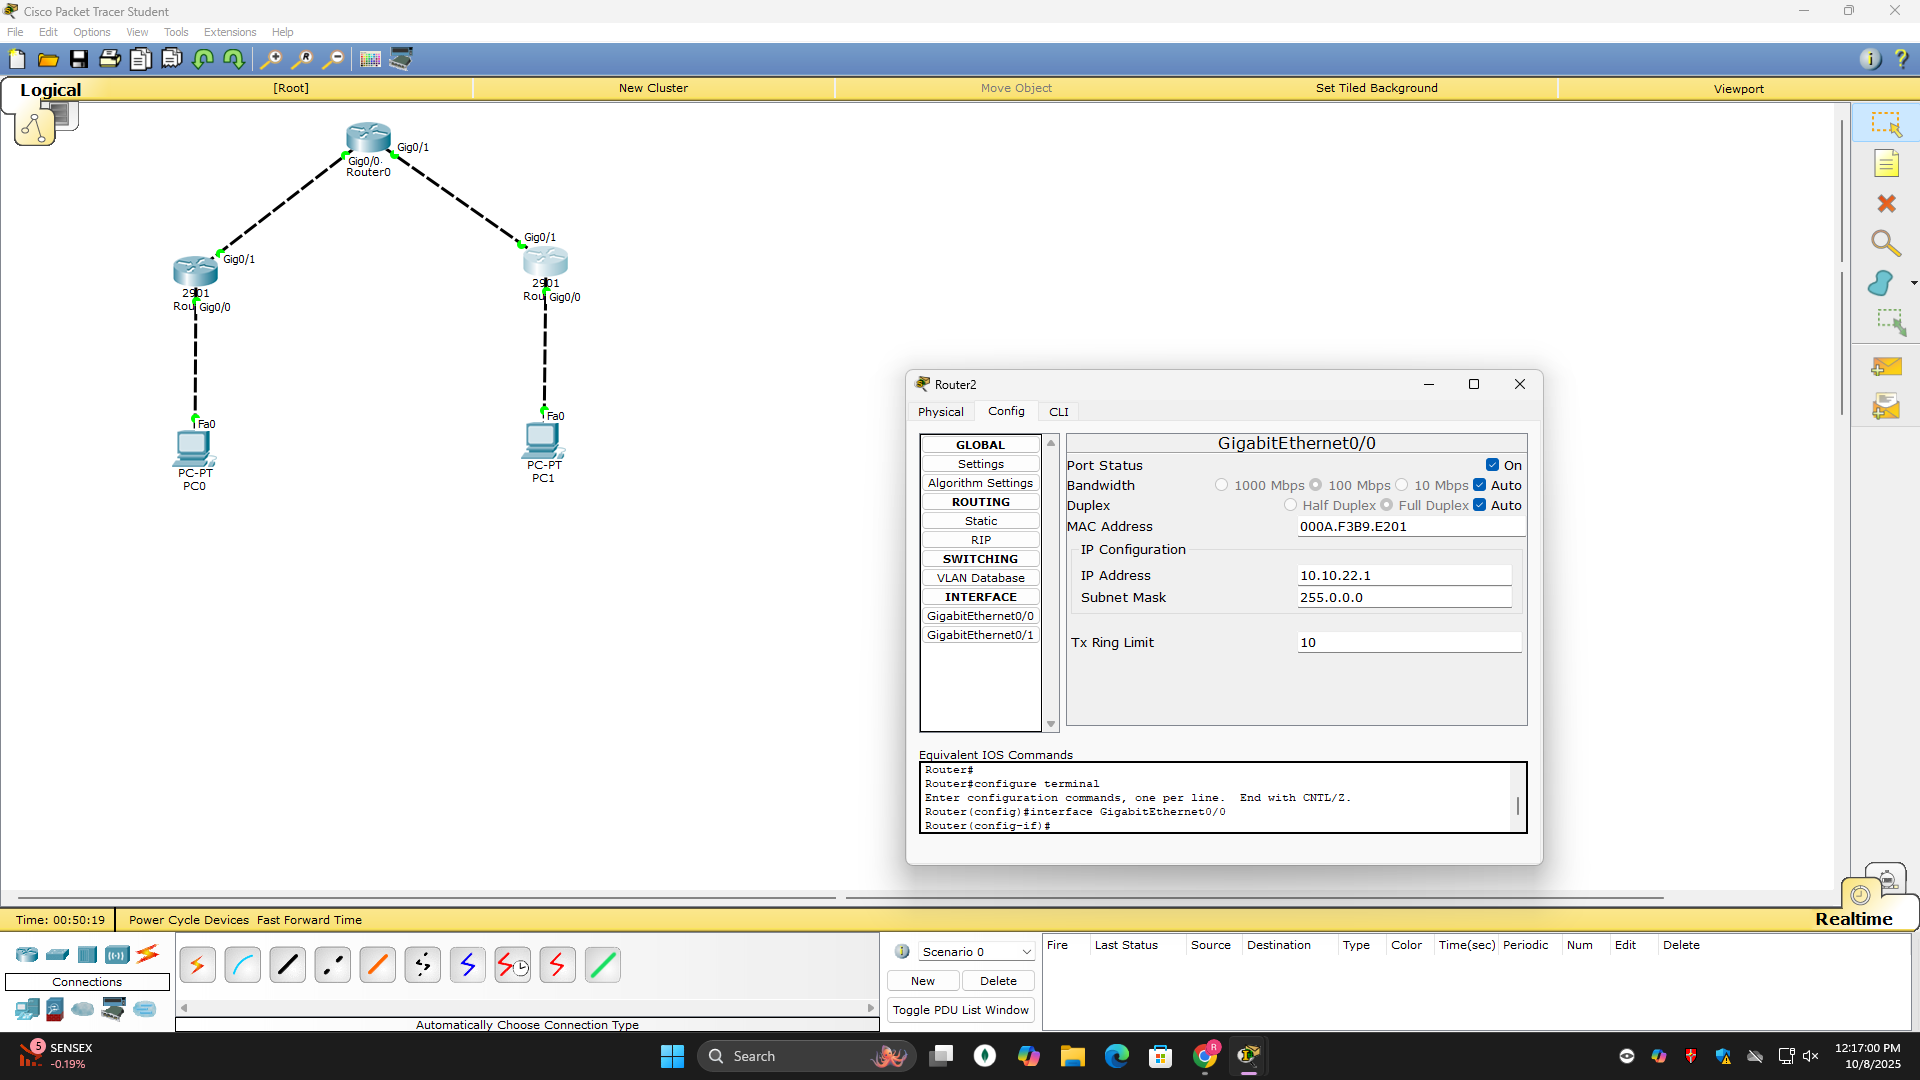 Cisco Packet Tracer Student
File Edit Options View Tools Extensions Help
Logical [Root] New Cluster Move Object Set Tiled Background Viewport
Gig0/1
Gig0/0
Router0
Gig0/1
Gig0/1
2901
Rou Gig0/0
2901
Rou Gig0/0
Fa0
PC-PT
PC0
Fa0
PC-PT
PC1
Router2
Physical Config CLI
GLOBAL
Settings
Algorithm Settings
ROUTING
Static
RIP
SWITCHING
VLAN Database
INTERFACE
GigabitEthernet0/0
GigabitEthernet0/1
GigabitEthernet0/0
Port Status On
Bandwidth 1000 Mbps 100 Mbps 10 Mbps Auto
Duplex Half Duplex Full Duplex Auto
MAC Address 000A.F3B9.E201
IP Configuration
IP Address 10.10.22.1
Subnet Mask 255.0.0.0
Tx Ring Limit 10
Equivalent IOS Commands
Router#
Router#configure terminal
Enter configuration commands, one per line. End with CNTL/Z.
Router(config)#interface GigabitEthernet0/0
Router(config-if)#
Time: 00:50:19 Power Cycle Devices Fast Forward Time Realtime
Connections
Automatically Choose Connection Type
Scenario 0
New Delete
Toggle PDU List Window
Fire Last Status Source Destination Type Color Time(sec) Periodic Num Edit Delete
5 SENSEX
-0.19%
Search
R
12:17:00 PM
10/8/2025